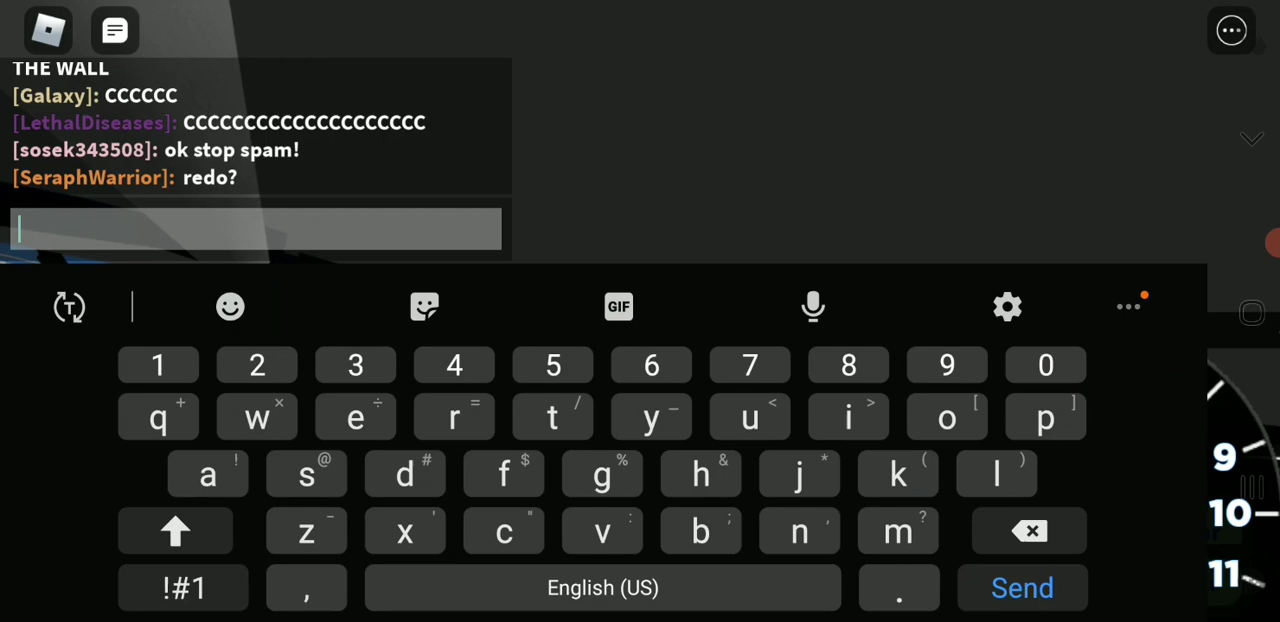 THE WALL
[Galaxy]: CCCCCC
[LethalDiseases]: CCCCCCCCCCCCCCCCCCCC
[sosek343508]: ok stop spam!
[SeraphWarrior]: redo?
T
GIF
1 2 3 4 5 6 7 8 9 0
q + w × e ÷ r = t / y _ u < i > o [ p ]
a ! s @ d # f $ g % h & j * k ( l )
z - x ' c " v : b ; n , m ?
!#1 , English (US) . Send
9
10
11